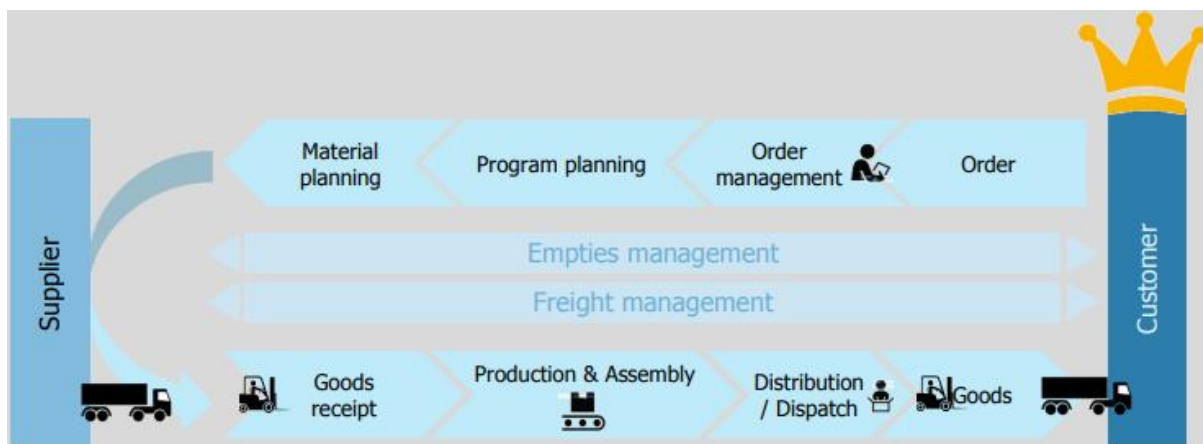 Supplier
Material
planning
Program planning
Order
management
Order
Empties management
Freight management
Goods
receipt
Production & Assembly
Distribution
/ Dispatch
Goods
Customer